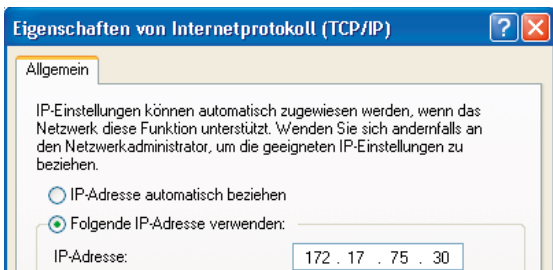 Eigenschaften von Internetprotokoll (TCP/IP)
Allgemein
IP-Einstellungen können automatisch zugewiesen werden, wenn das
Netzwerk diese Funktion unterstützt. Wenden Sie sich andernfalls an
den Netzwerkadministrator, um die geeigneten IP-Einstellungen zu
beziehen.
IP-Adresse automatisch beziehen
Folgende IP-Adresse verwenden:
IP-Adresse: 172 . 17 . 75 . 30